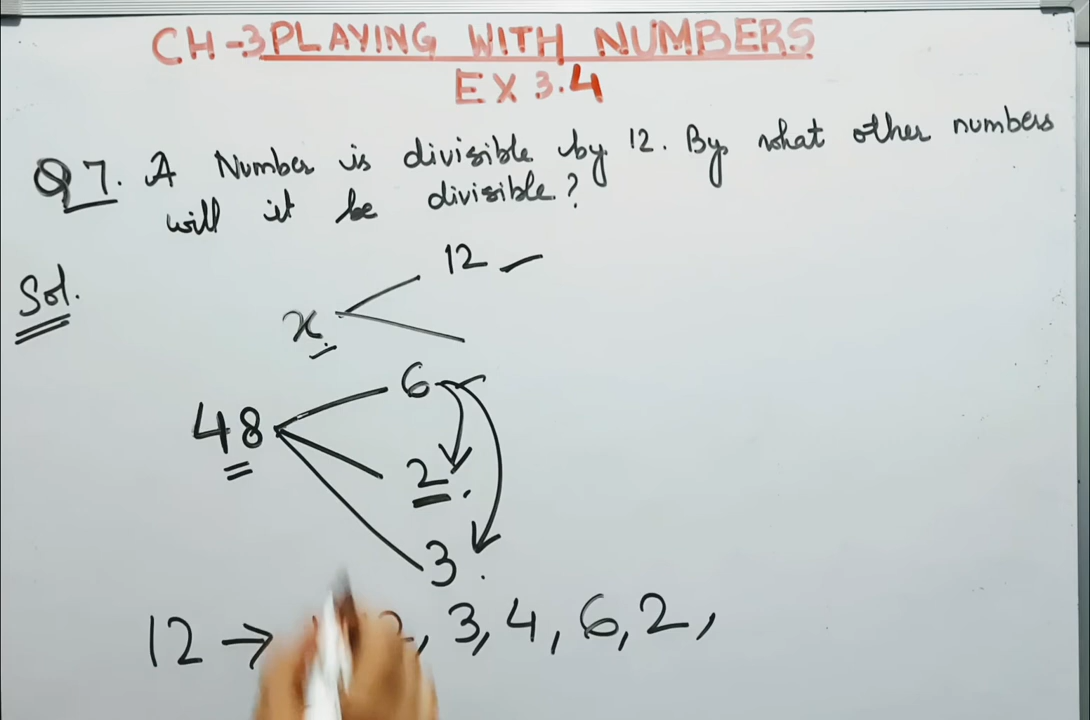 CH-3 PLAYING WITH NUMBERS
EX 3.4
Q7. A Number is divisible by 12. By what other numbers
will it be divisible?
Sol.
12
x
6
48
2.
3.
12 → 2, 3, 4, 6, 2,